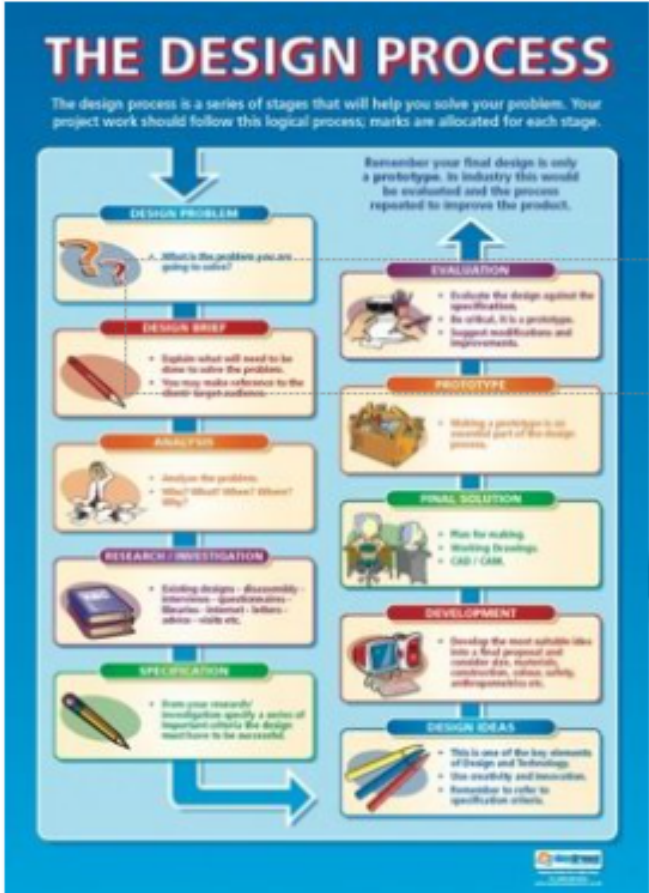 THE DESIGN PROCESS
The design process is a series of stages that will help you solve your problem. Your
project work should follow this logical process; marks are allocated for each stage.
DESIGN PROBLEM
• What is the problem you are
going to solve?
DESIGN BRIEF
• Explain what will need to be
done to solve the problem.
• You may make reference to the
client/ target audience.
ANALYSIS
• Analyse the problem.
• Who? What? When? Where?
Why?
RESEARCH / INVESTIGATION
• Existing designs - disassembly -
interviews - questionnaires -
libraries - internet - letters -
advice - visits etc.
SPECIFICATION
• From your research/
investigation specify a series of
important criteria the design
must have to be successful.
DESIGN IDEAS
• This is one of the key elements
of Design and Technology.
• Use creativity and innovation.
• Remember to refer to
specification criteria.
DEVELOPMENT
• Develop the most suitable idea
into a final proposal and
consider size, materials,
construction, colour, safety,
anthropometrics etc.
FINAL SOLUTION
• Plan for making.
• Working Drawings.
• CAD / CAM.
PROTOTYPE
• Making a prototype is an
essential part of the design
process.
EVALUATION
• Evaluate the design against the
specification.
• Be critical, it is a prototype.
• Suggest modifications and
improvements.
Remember your final design is only
a prototype. In industry this would
be evaluated and the process
repeated to improve the product.